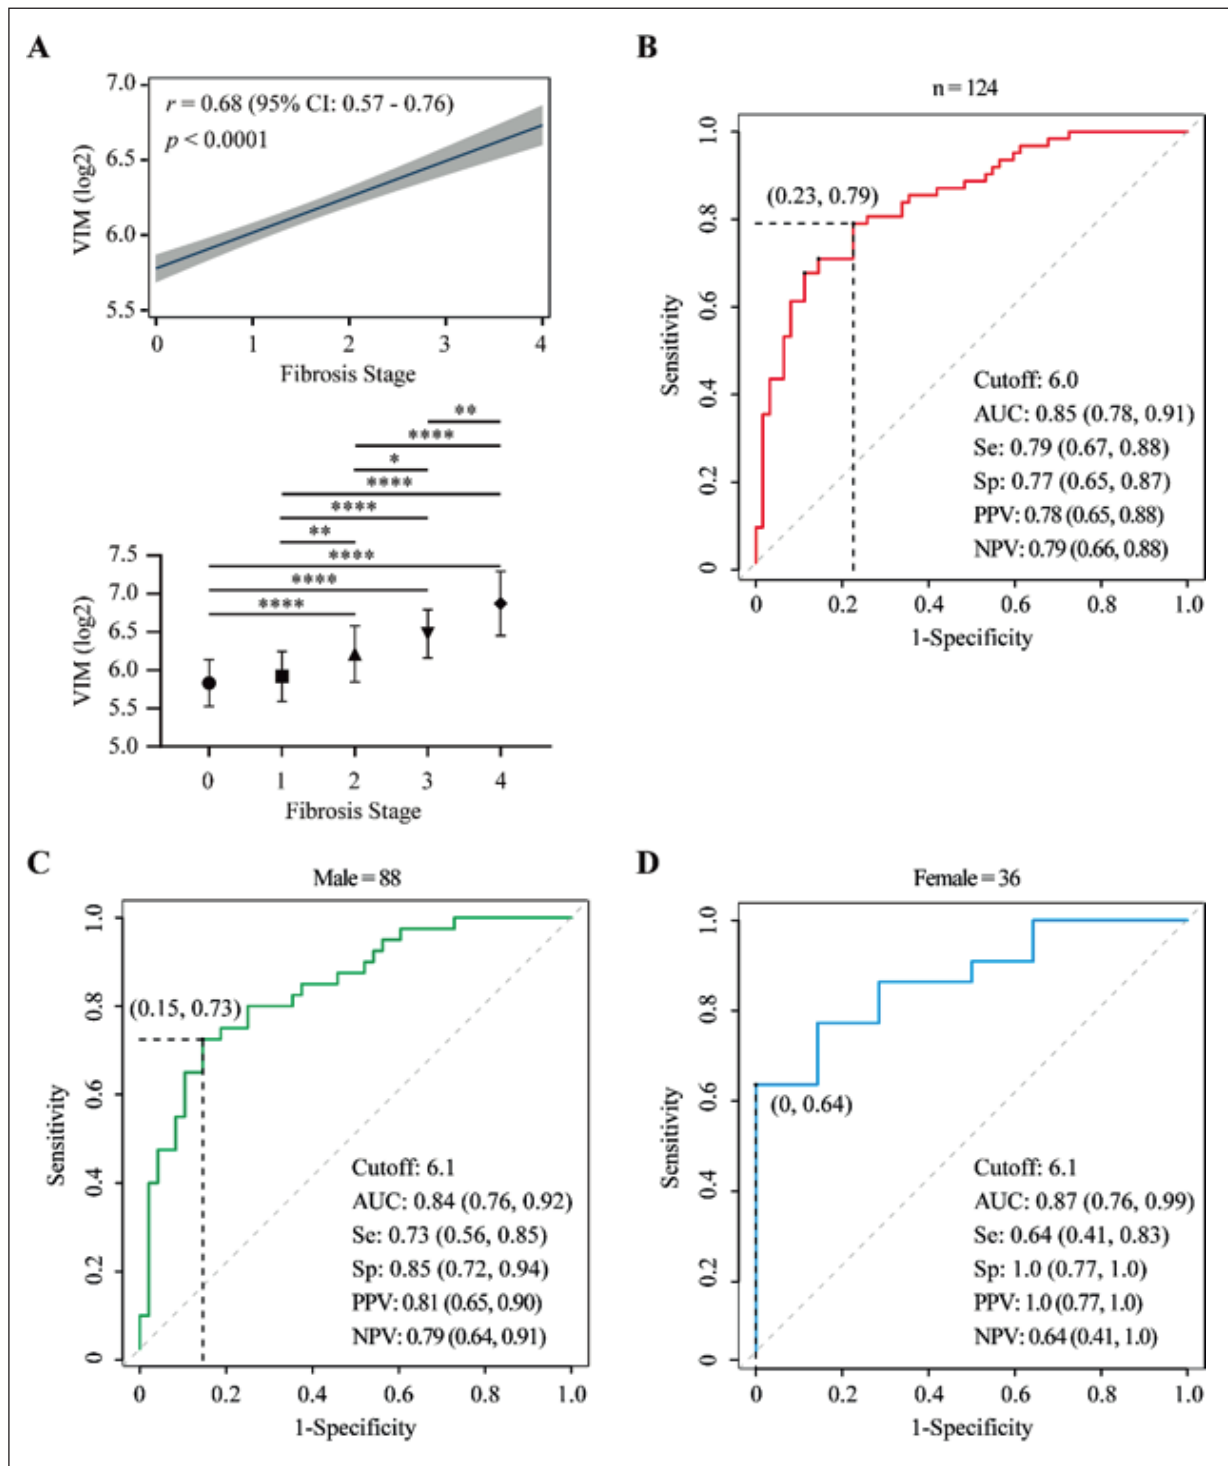 A
7.0
6.5
6.0
5.5
VIM (log2)
r = 0.68 (95% CI: 0.57 - 0.76)
p < 0.0001
0 1 2 3 4
Fibrosis Stage
**
****
*
****
****
**
****
****
****
7.5
7.0
6.5
6.0
5.5
5.0
VIM (log2)
0 1 2 3 4
Fibrosis Stage
B
n = 124
1.0
0.8
0.6
0.4
0.2
0
Sensitivity
(0.23, 0.79)
Cutoff: 6.0
AUC: 0.85 (0.78, 0.91)
Se: 0.79 (0.67, 0.88)
Sp: 0.77 (0.65, 0.87)
PPV: 0.78 (0.65, 0.88)
NPV: 0.79 (0.66, 0.88)
0 0.2 0.4 0.6 0.8 1.0
1-Specificity
C
Male = 88
1.0
0.8
0.6
0.4
0.2
0
Sensitivity
(0.15, 0.73)
Cutoff: 6.1
AUC: 0.84 (0.76, 0.92)
Se: 0.73 (0.56, 0.85)
Sp: 0.85 (0.72, 0.94)
PPV: 0.81 (0.65, 0.90)
NPV: 0.79 (0.64, 0.91)
0 0.2 0.4 0.6 0.8 1.0
1-Specificity
D
Female = 36
1.0
0.8
0.6
0.4
0.2
0
Sensitivity
(0, 0.64)
Cutoff: 6.1
AUC: 0.87 (0.76, 0.99)
Se: 0.64 (0.41, 0.83)
Sp: 1.0 (0.77, 1.0)
PPV: 1.0 (0.77, 1.0)
NPV: 0.64 (0.41, 1.0)
0 0.2 0.4 0.6 0.8 1.0
1-Specificity